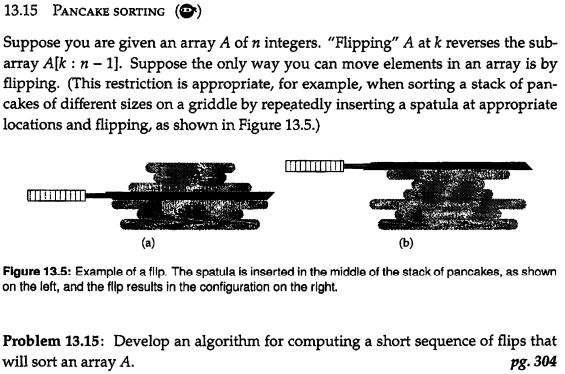 13.15 PANCAKE SORTING ( )
Suppose you are given an array A of n integers. "Flipping" A at k reverses the sub-
array A[k : n − 1]. Suppose the only way you can move elements in an array is by
flipping. (This restriction is appropriate, for example, when sorting a stack of pan-
cakes of different sizes on a griddle by repeatedly inserting a spatula at appropriate
locations and flipping, as shown in Figure 13.5.)
(a) (b)
Figure 13.5: Example of a flip. The spatula is inserted in the middle of the stack of pancakes, as shown
on the left, and the flip results in the configuration on the right.
Problem 13.15: Develop an algorithm for computing a short sequence of flips that
will sort an array A. pg. 304